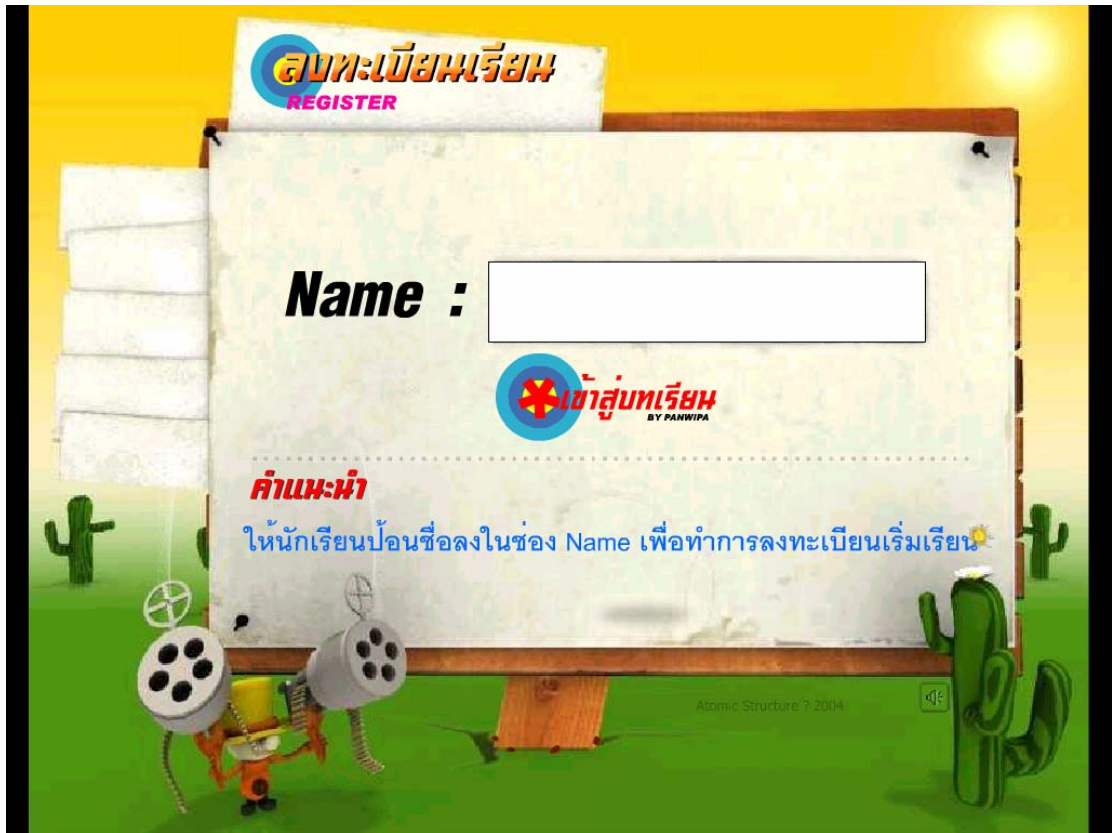 ลงทะเบียนเรียน
REGISTER
Name :
เข้าสู่บทเรียน
BY PANWIPA
คำแนะนำ
ให้นักเรียนป้อนชื่อลงในช่อง Name เพื่อทำการลงทะเบียนเริ่มเรียน
Atomic Structure ? 2004